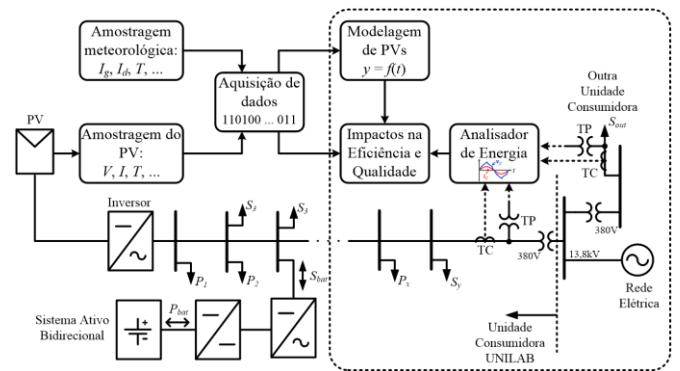 Amostragem
meteorológica:
Ig, Id, T, ...
Modelagem
de PVs
y = f(t)
Aquisição de
dados
110100 ... 011
Outra
Unidade
Consumidora
PV
Amostragem do
PV:
V, I, T, ...
Impactos na
Eficiência e
Qualidade
Analisador
de Energia
TP
Sout
TC
Inversor
S3
S3
TP
380V
P1
P2
Sbat
Px
Sy
TC
380V
13,8kV
Rede
Elétrica
Sistema Ativo
Bidirecional
Pbat
Unidade
Consumidora
UNILAB